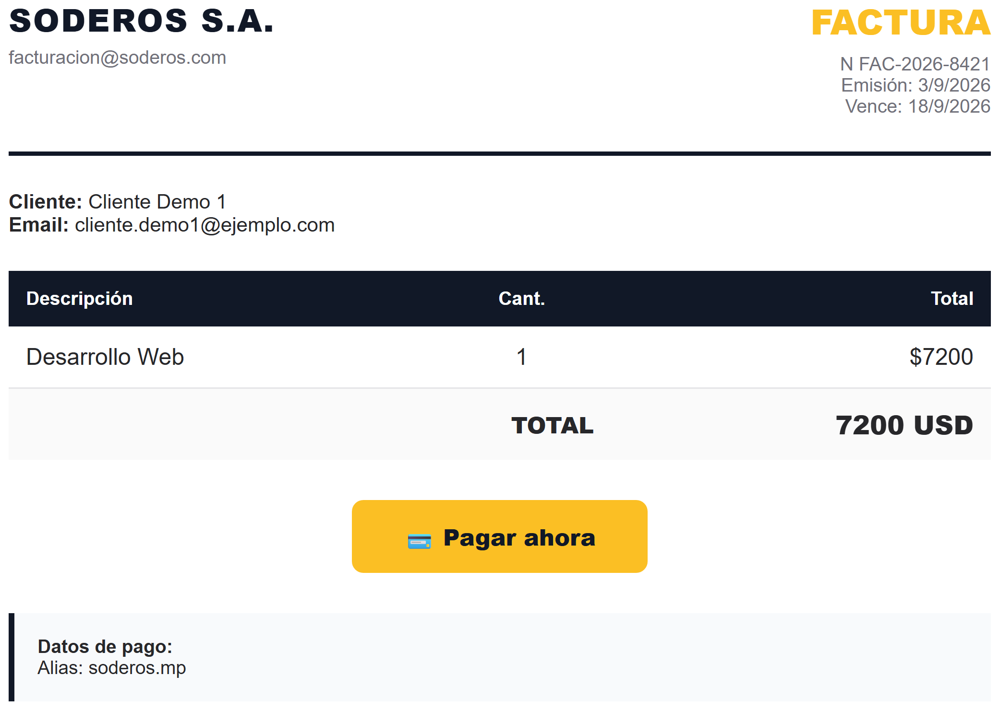 SODEROS S.A.
facturacion@soderos.com
FACTURA
N FAC-2026-8421
Emisión: 3/9/2026
Vence: 18/9/2026
Cliente: Cliente Demo 1
Email: cliente.demo1@ejemplo.com
Descripción Cant. Total
Desarrollo Web 1 $7200
TOTAL 7200 USD
Pagar ahora
Datos de pago:
Alias: soderos.mp